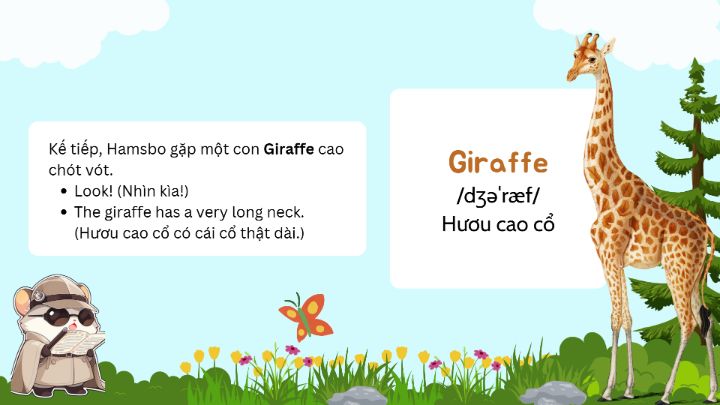 Kế tiếp, Hamsbo gặp một con Giraffe cao
chót vót.
• Look! (Nhìn kìa!)
• The giraffe has a very long neck.
(Hươu cao cổ có cái cổ thật dài.)
Giraffe
/dʒəˈræf/
Hươu cao cổ